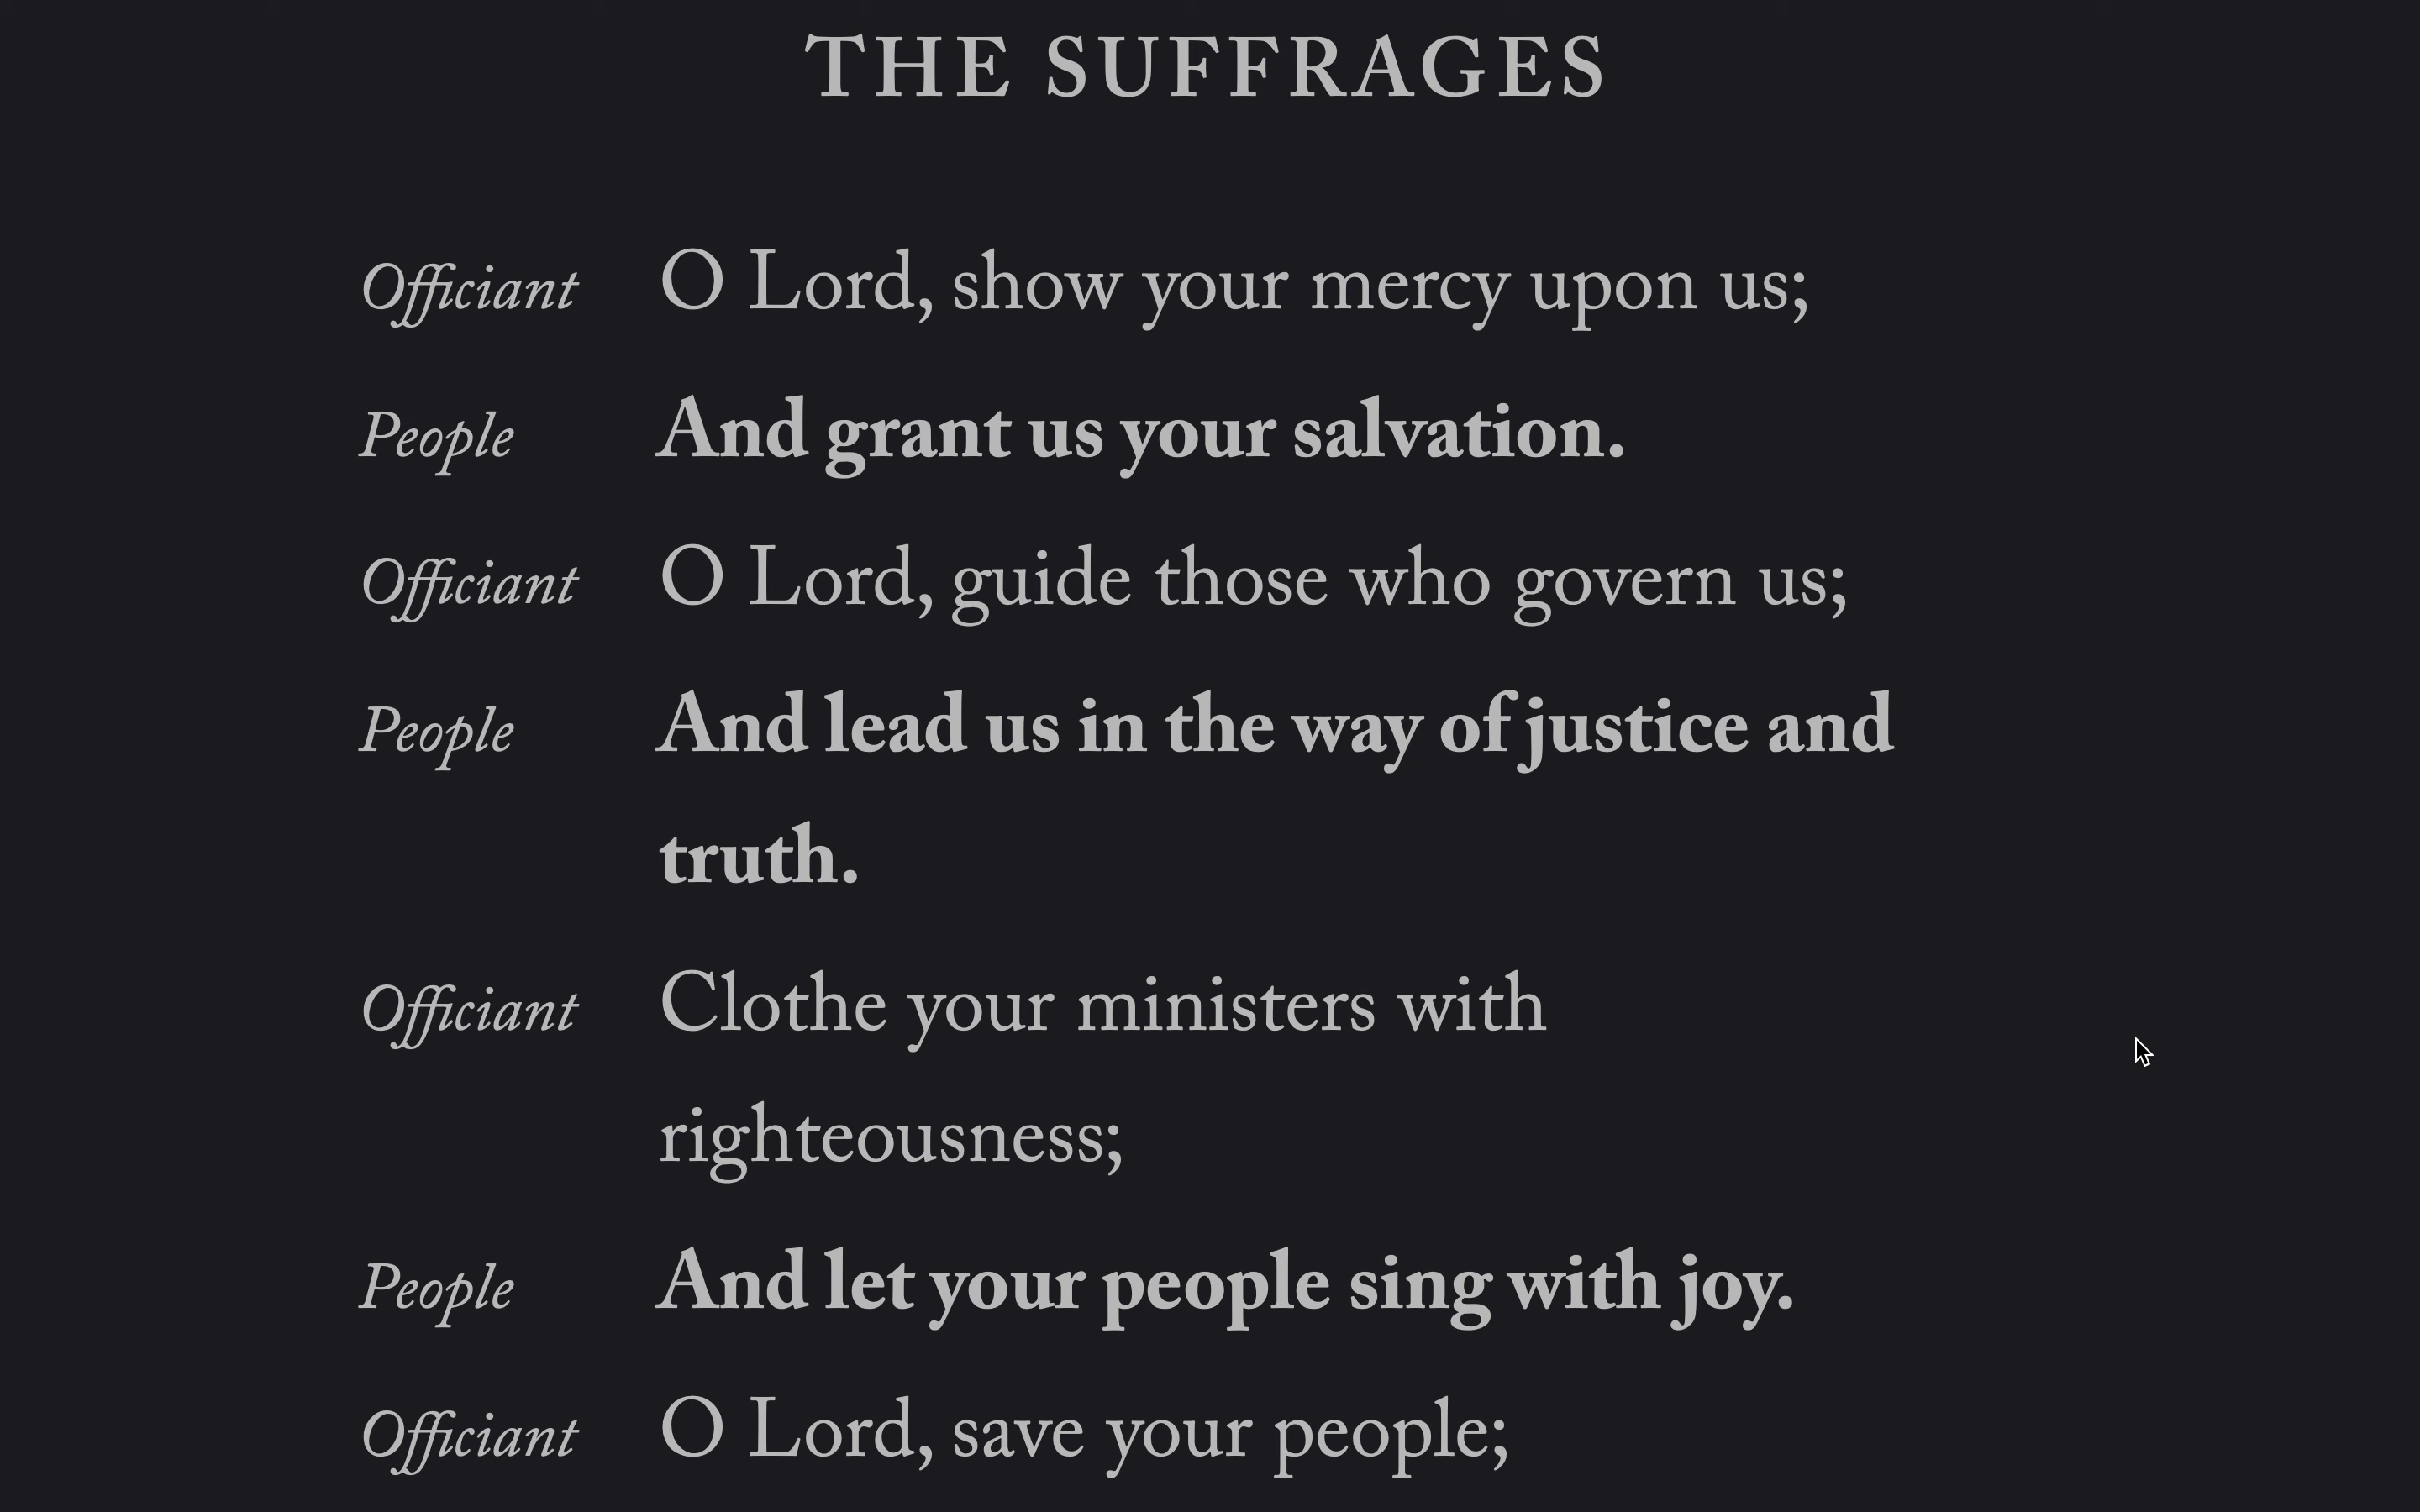 THE SUFFRAGES
Officiant O Lord, show your mercy upon us;
People And grant us your salvation.
Officiant O Lord, guide those who govern us;
People And lead us in the way of justice and
truth.
Officiant Clothe your ministers with
righteousness;
People And let your people sing with joy.
Officiant O Lord, save your people;